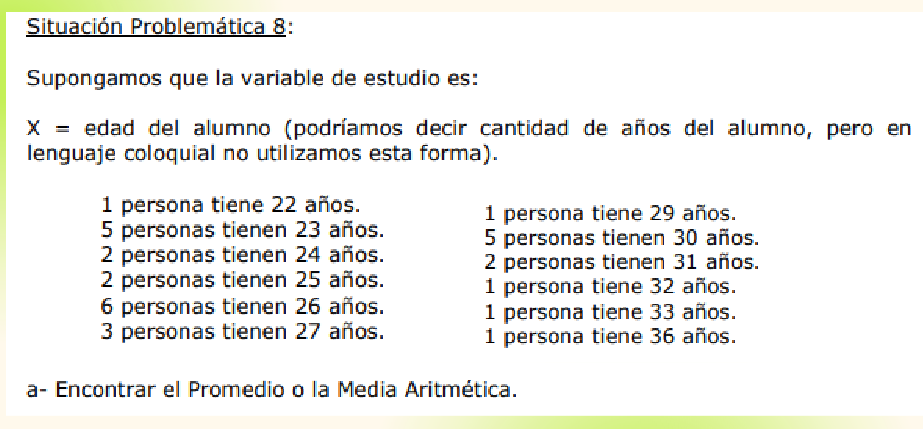 Situación Problemática 8:
Supongamos que la variable de estudio es:
X = edad del alumno (podríamos decir cantidad de años del alumno, pero en
lenguaje coloquial no utilizamos esta forma).
1 persona tiene 22 años.
5 personas tienen 23 años.
2 personas tienen 24 años.
2 personas tienen 25 años.
6 personas tienen 26 años.
3 personas tienen 27 años.
1 persona tiene 29 años.
5 personas tienen 30 años.
2 personas tienen 31 años.
1 persona tiene 32 años.
1 persona tiene 33 años.
1 persona tiene 36 años.
a- Encontrar el Promedio o la Media Aritmética.